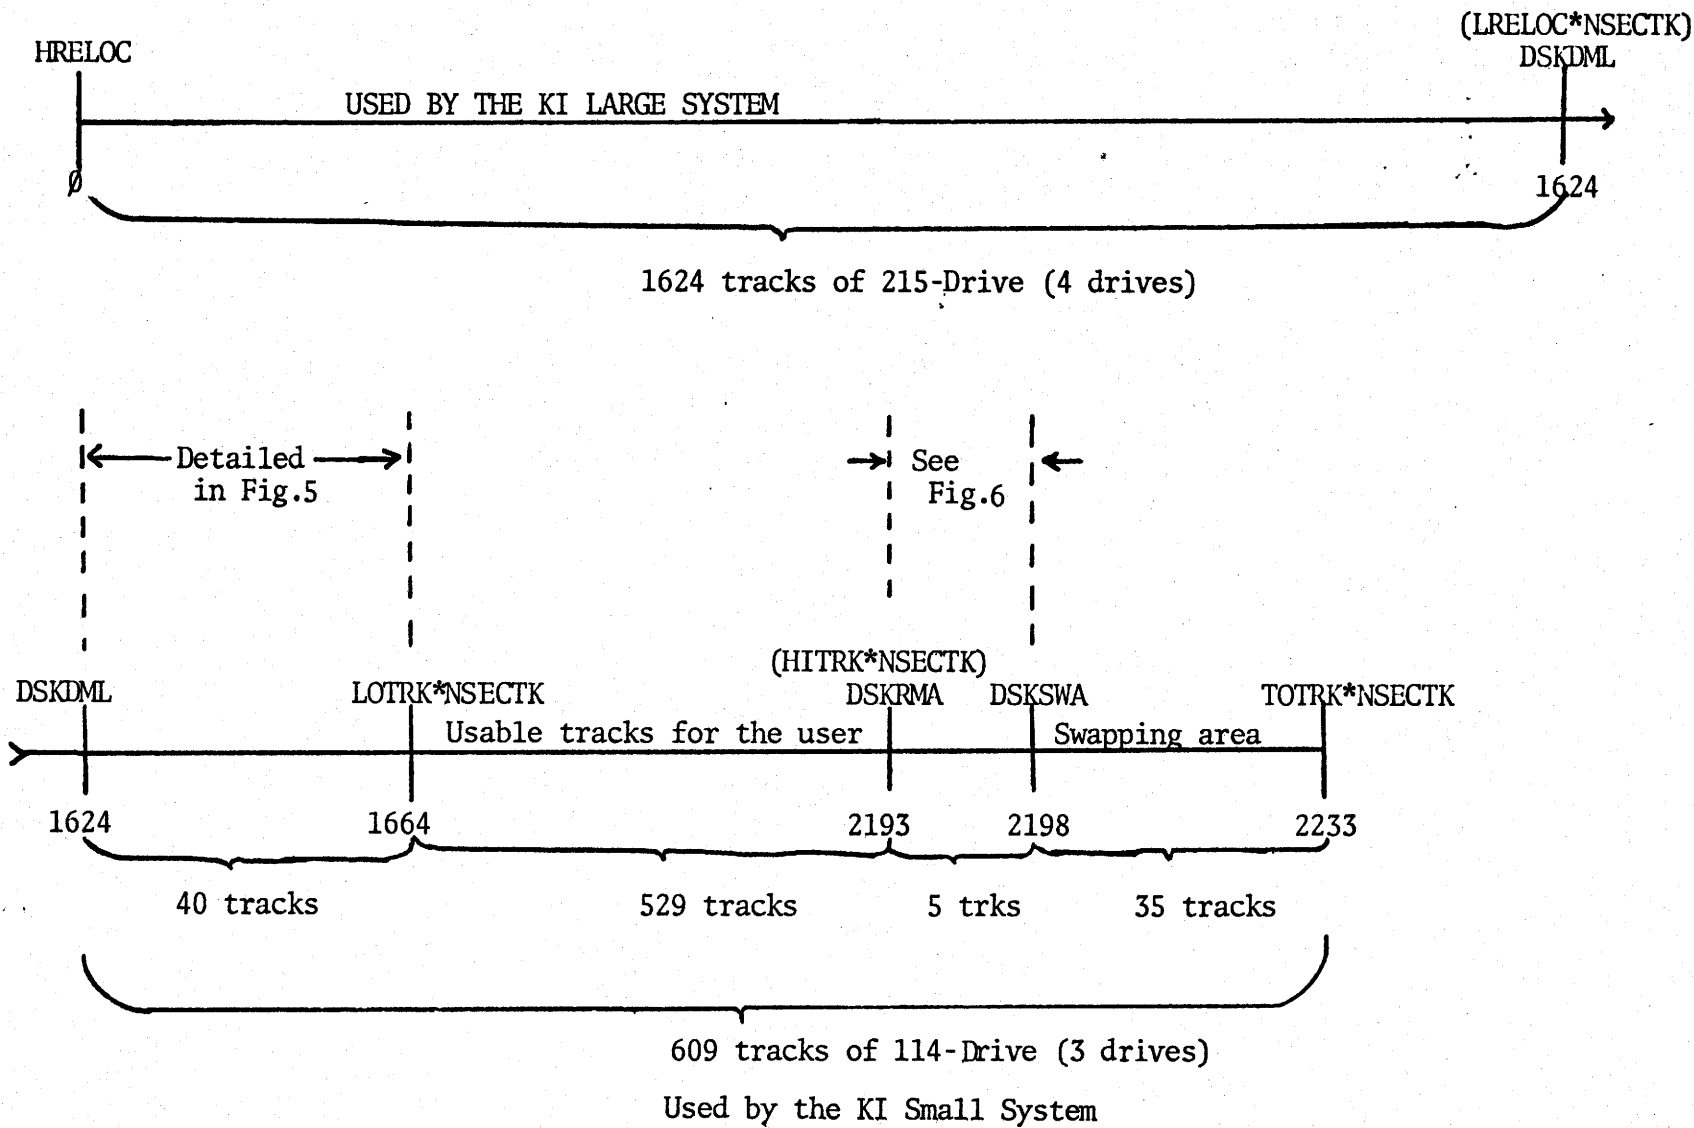 (LRELOC*NSECTK)
HRELOC
DSKDML
USED BY THE KI LARGE SYSTEM
Ø
1624
1624 tracks of 215-Drive (4 drives)
Detailed
in Fig.5
See
Fig.6
(HITRK*NSECTK)
DSKDML
LOTRK*NSECTK
DSKRMA
DSKSWA
TOTRK*NSECTK
Usable tracks for the user
Swapping area
1624
1664
2193
2198
2233
40 tracks
529 tracks
5 trks
35 tracks
609 tracks of 114-Drive (3 drives)
Used by the KI Small System